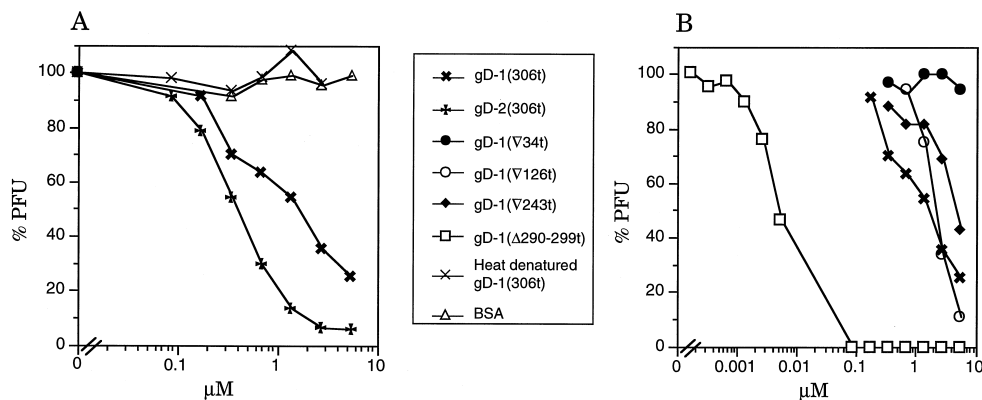 A
% PFU
100
80
60
40
20
0
0
0.1
1
10
µM
gD-1(306t)
gD-2(306t)
gD-1(∇34t)
gD-1(∇126t)
gD-1(∇243t)
gD-1(Δ290-299t)
Heat denatured
gD-1(306t)
BSA
B
% PFU
100
80
60
40
20
0
0
0.001
0.01
0.1
1
10
µM